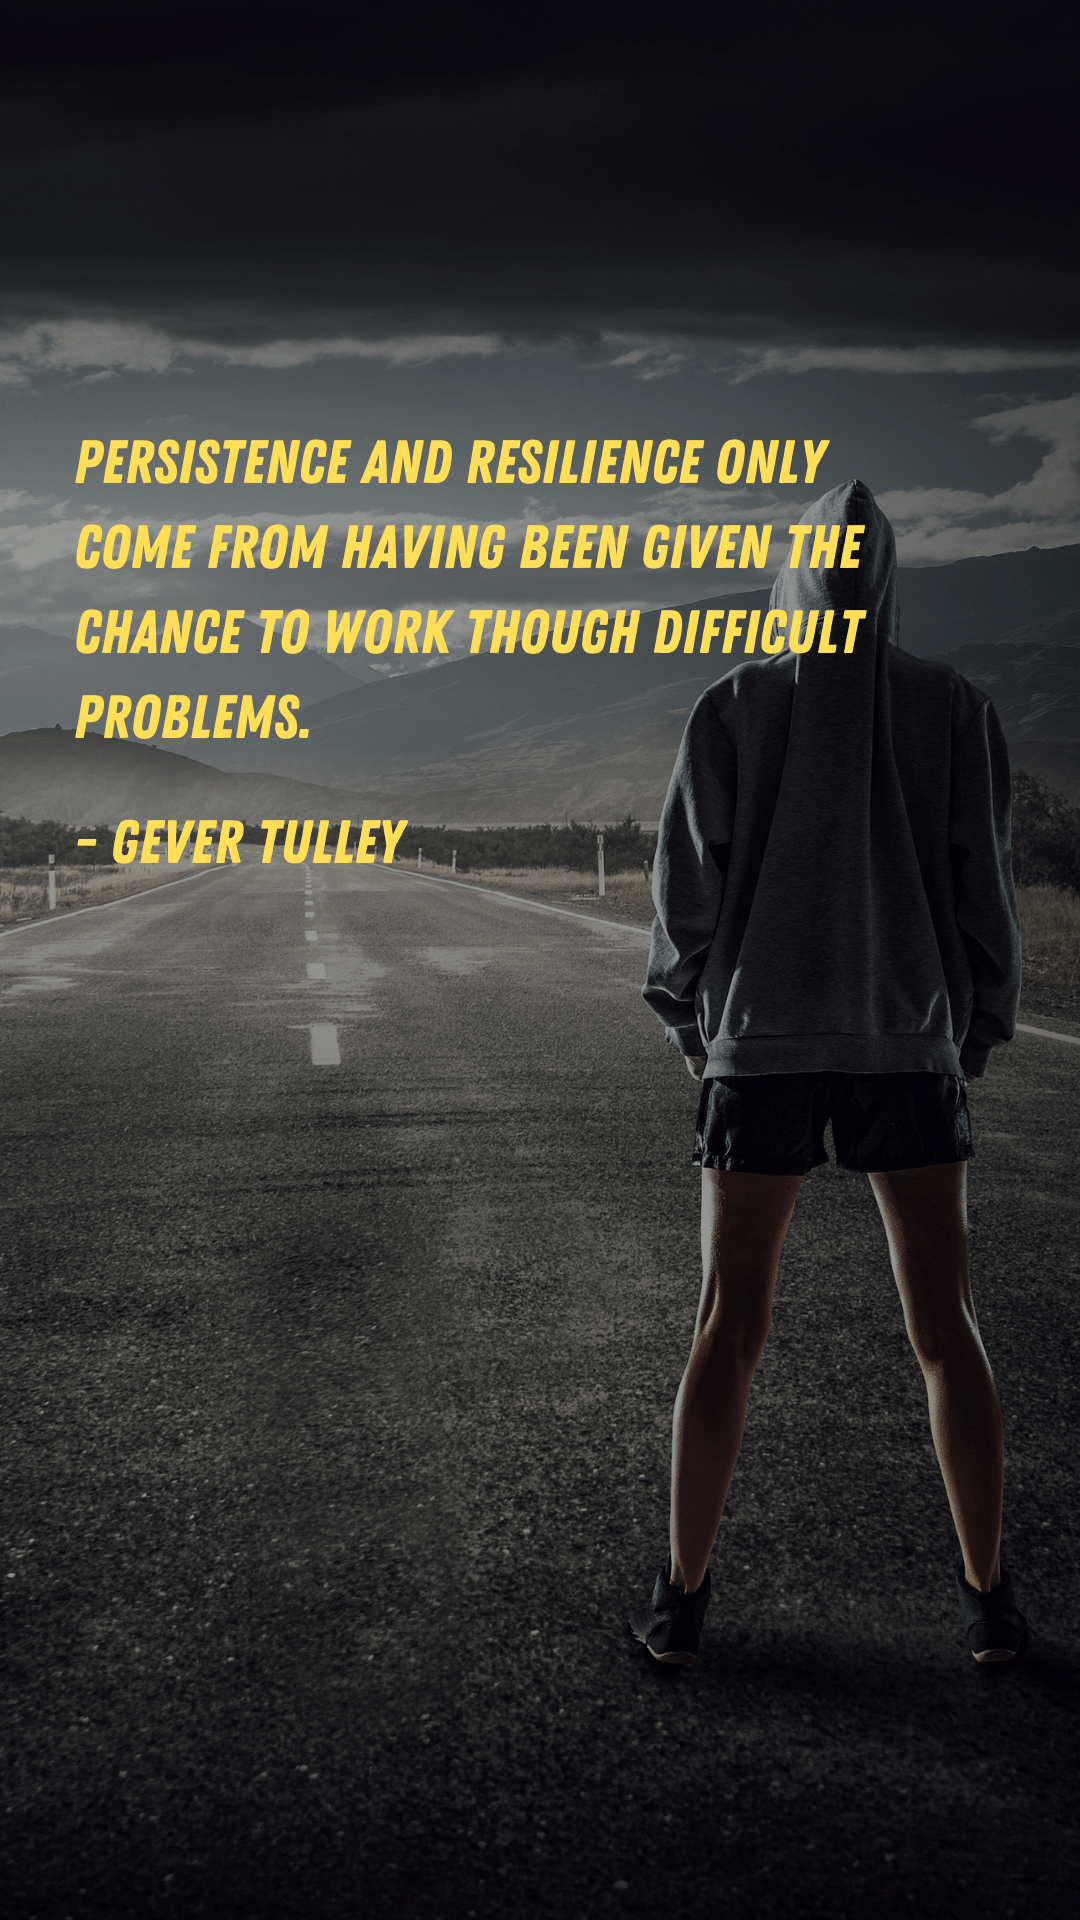 PERSISTENCE AND RESILIENCE ONLY
COME FROM HAVING BEEN GIVEN THE
CHANCE TO WORK THOUGH DIFFICULT
PROBLEMS.
- GEVER TULLEY